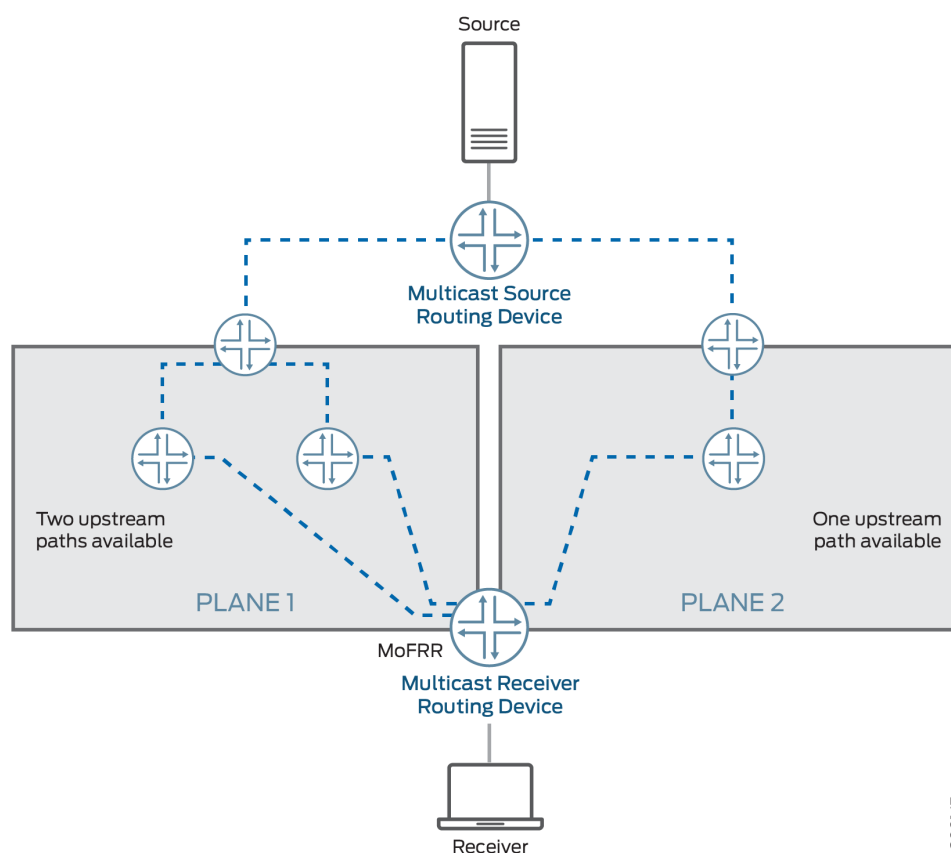 Source
Multicast Source
Routing Device
Two upstream
paths available
One upstream
path available
PLANE 1
PLANE 2
MoFRR
Multicast Receiver
Routing Device
Receiver